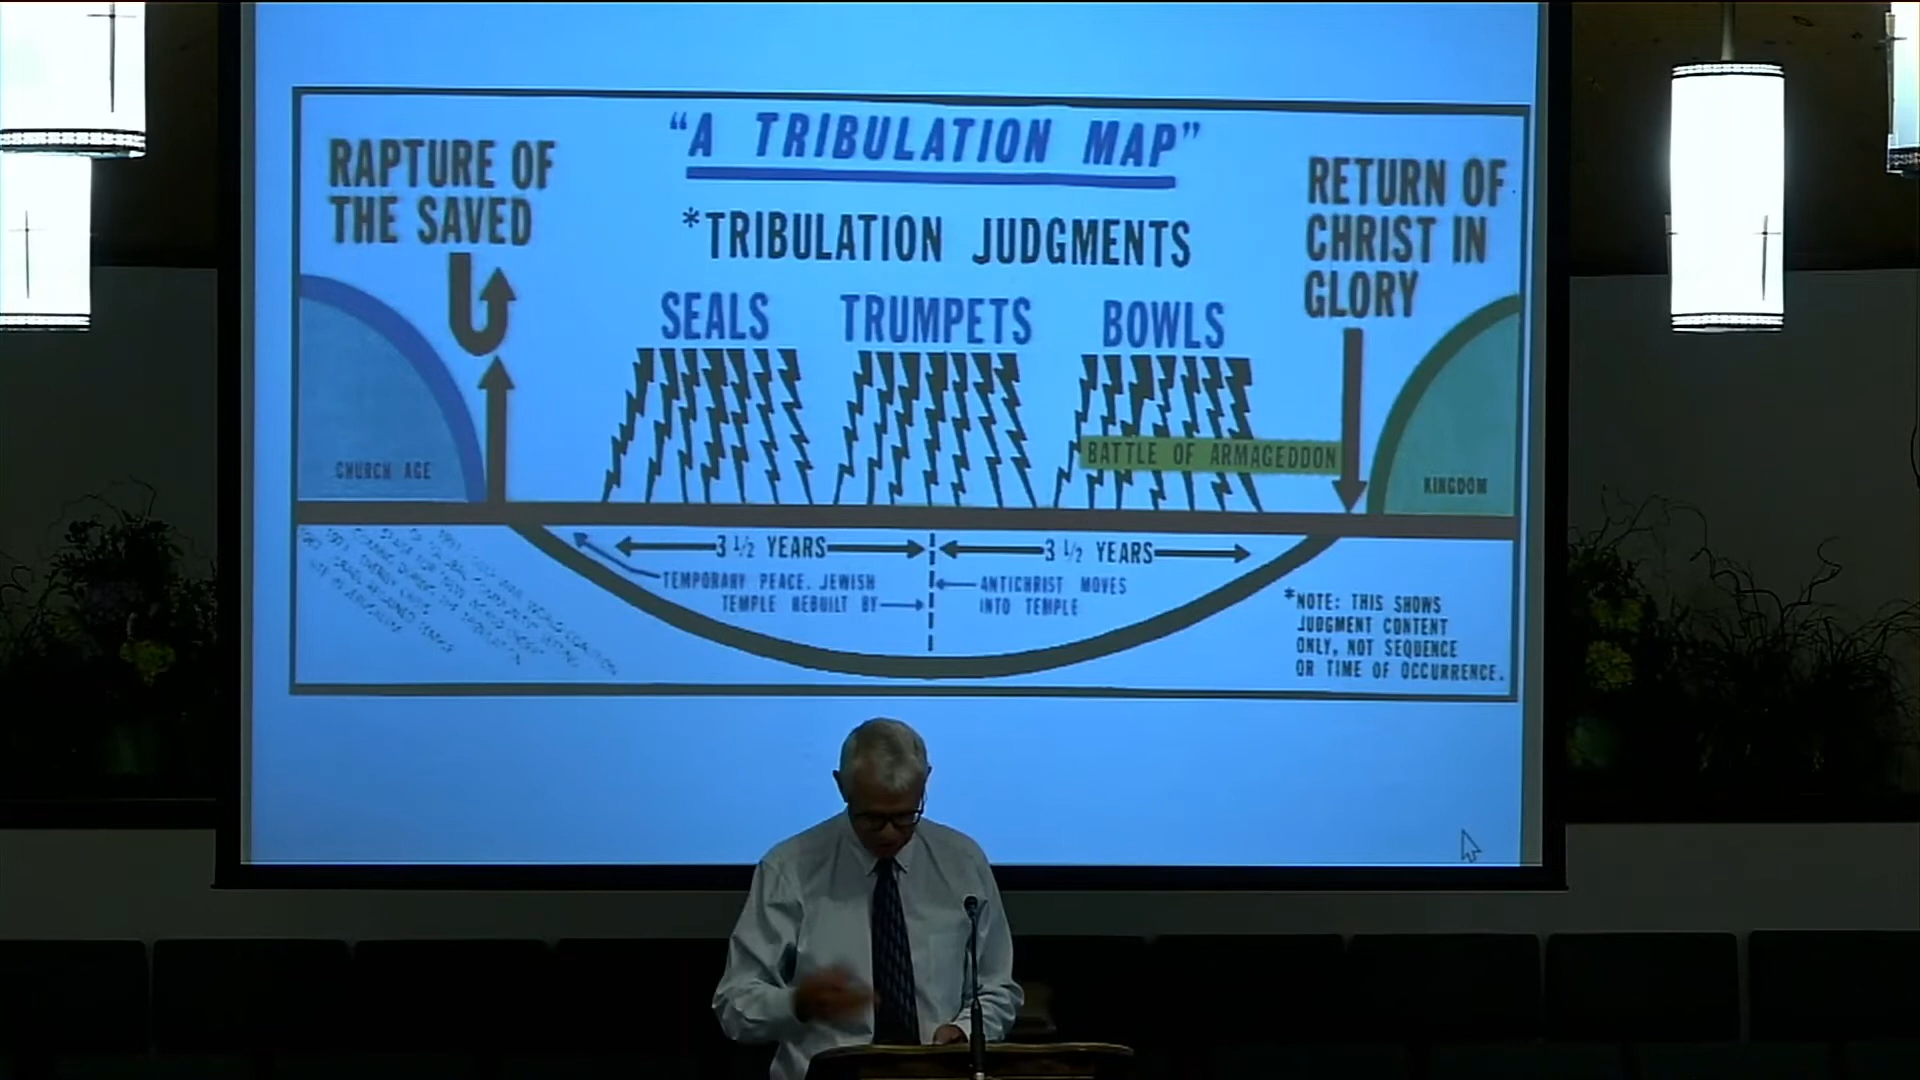 "A TRIBULATION MAP"
RAPTURE OF
THE SAVED
*TRIBULATION JUDGMENTS
RETURN OF
CHRIST IN
GLORY
SEALS
TRUMPETS
BOWLS
BATTLE OF ARMAGEDDON
CHURCH AGE
KINGDOM
3 1/2 YEARS
3 1/2 YEARS
TEMPORARY PEACE. JEWISH
TEMPLE REBUILT BY
ANTICHRIST MOVES
INTO TEMPLE
*NOTE: THIS SHOWS
JUDGMENT CONTENT
ONLY, NOT SEQUENCE
OR TIME OF OCCURRENCE.